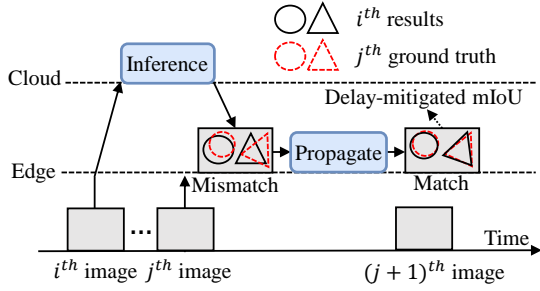 i^th results
j^th ground truth
Inference
Cloud
Delay-mitigated mIoU
Propagate
Edge
Mismatch
Match
...
Time
i^th image
j^th image
(j + 1)^th image